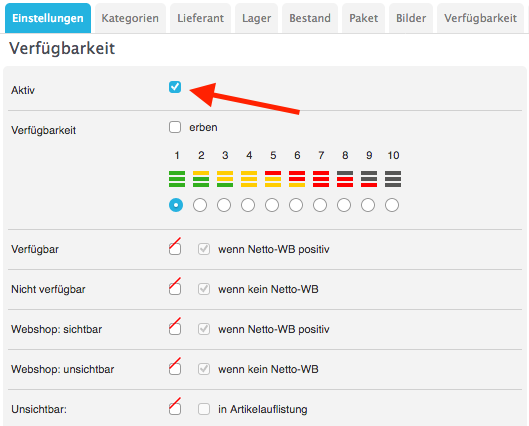 Einstellungen Kategorien Lieferant Lager Bestand Paket Bilder Verfügbarkeit
Verfügbarkeit
Aktiv
Verfügbarkeit erben
1 2 3 4 5 6 7 8 9 10
Verfügbar wenn Netto-WB positiv
Nicht verfügbar wenn kein Netto-WB
Webshop: sichtbar wenn Netto-WB positiv
Webshop: unsichtbar wenn kein Netto-WB
Unsichtbar: in Artikelauflistung